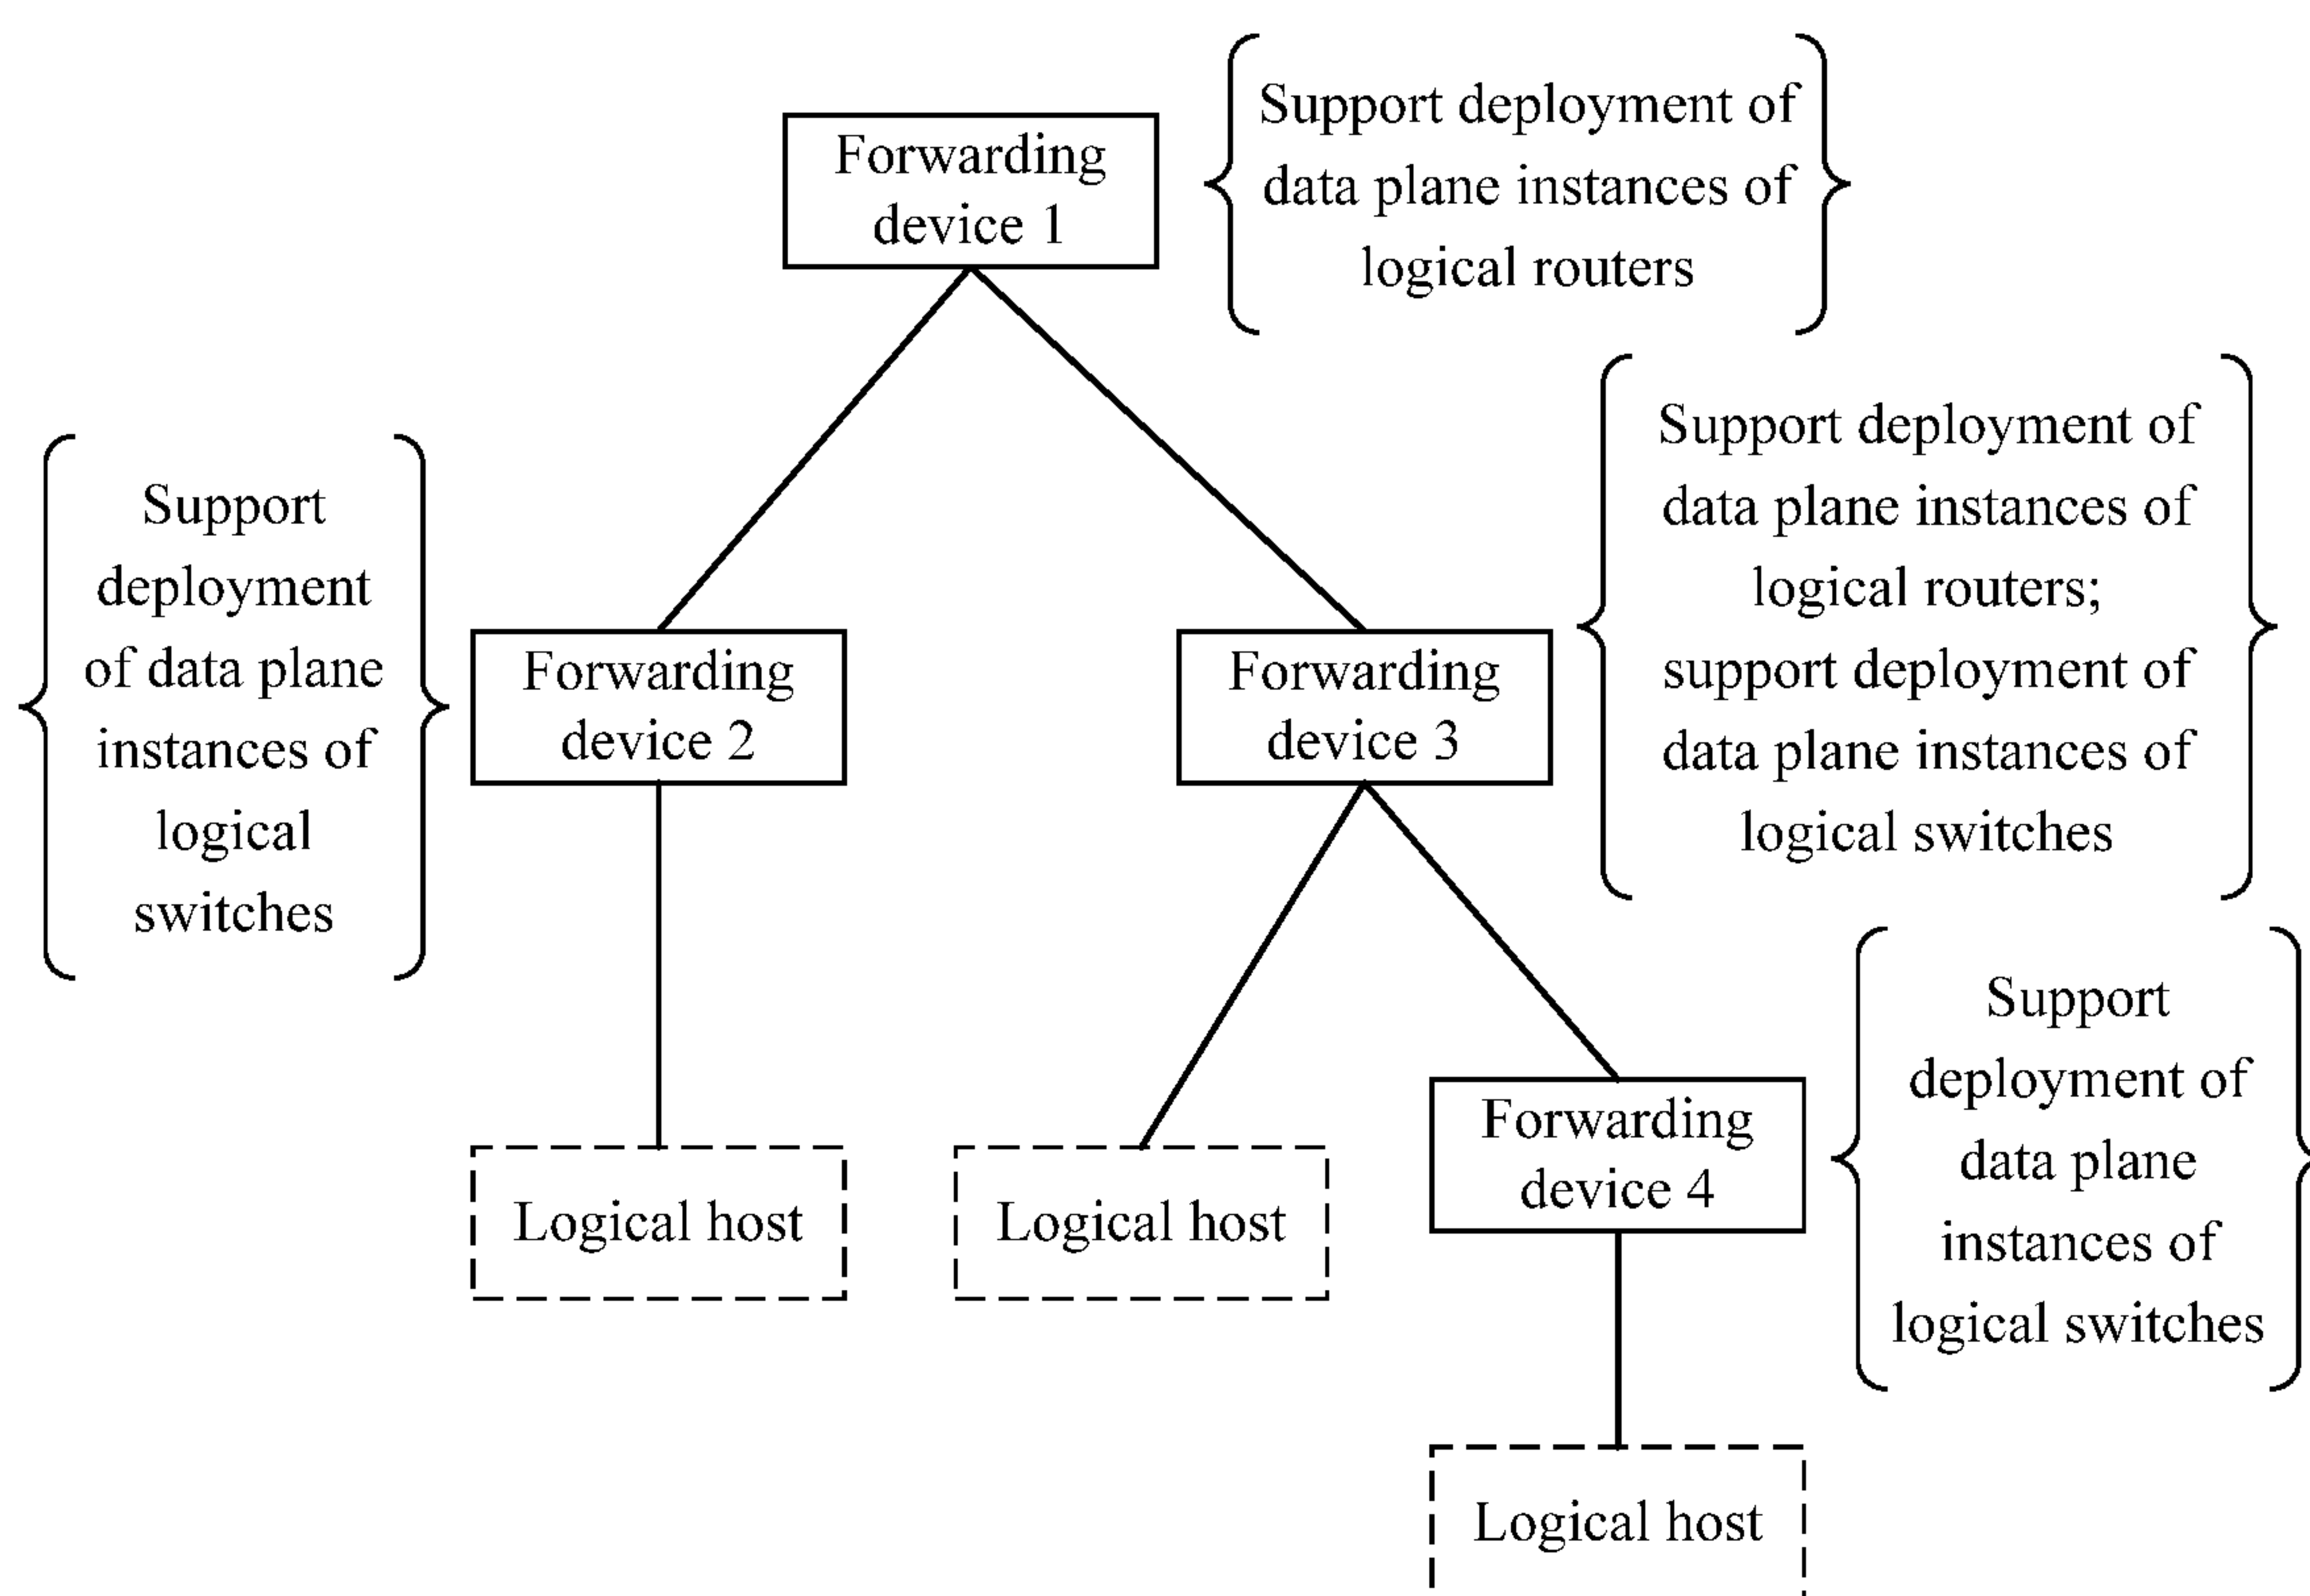 Forwarding
device 1
Support deployment of
data plane instances of
logical routers
Support
deployment
of data plane
instances of
logical
switches
Forwarding
device 2
Forwarding
device 3
Support deployment of
data plane instances of
logical routers;
support deployment of
data plane instances of
logical switches
Logical host
Logical host
Forwarding
device 4
Support
deployment of
data plane
instances of
logical switches
Logical host